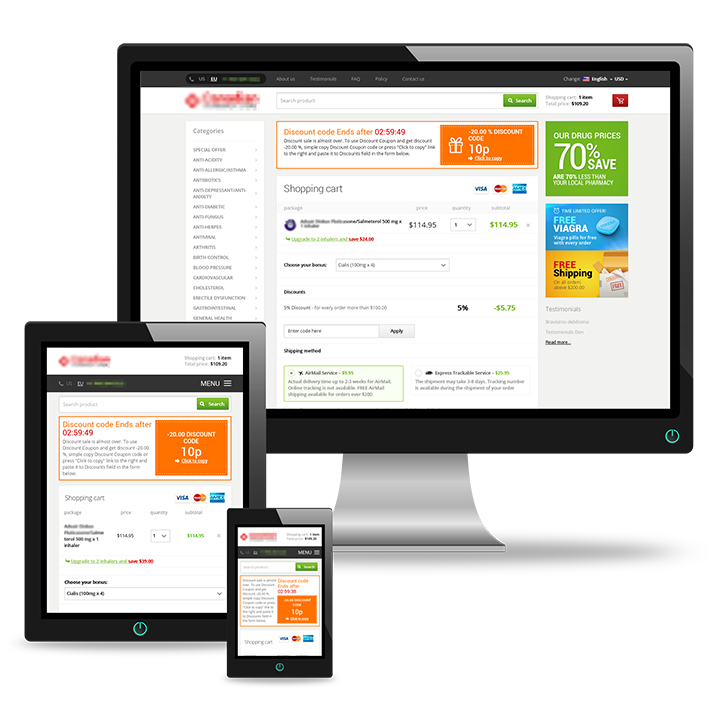 US
EU
About us
Testimonials
FAQ
Policy
Contact us
Change:
English
USD
Search product
Search
Shopping cart: 1 item
Total price: $109.20
Categories
SPECIAL OFFER
ANTI-ACIDITY
ANTI-ALLERGIC/ASTHMA
ANTIBIOTICS
ANTI-DEPRESSANT/ANTI-
ANXIETY
ANTI-DIABETIC
ANTI-FUNGUS
ANTI-HERPES
ANTIVIRAL
ARTHRITIS
BIRTH CONTROL
BLOOD PRESSURE
CARDIOVASCULAR
CHOLESTEROL
ERECTILE DYSFUNCTION
GASTROINTESTINAL
GENERAL HEALTH
Discount code Ends after 02:59:49
Discount sale is almost over. To use Discount Coupon and get discount
-20.00 %, simple copy Discount Coupon code or press "Click to copy" link
to the right and paste it to Discounts field in the form below.
-20.00 % DISCOUNT
CODE
10p
Click to copy
Shopping cart
VISA
MasterCard
package
price
quantity
subtotal
/Salmeterol 500 mg x
1 inhaler
$114.95
1
$114.95
×
Upgrade to 2 inhalers and save $24.00
Choose your bonus:
Cialis (100mg x 4)
Discounts
5% Discount - for every order more than $100.00
5%
-$5.75
Enter code here
Apply
Shipping method
AirMail Service - $9.95
Actual delivery time up to 2-3 weeks for AirMail.
Online tracking is not available. FREE AirMail
shipping available for orders over $200
Express Trackable Service - $25.95
The shipment may take 3-8 days. Tracking number
is available during the shipment of your order
OUR DRUG PRICES
70%
SAVE
ARE 70% LESS THAN
YOUR LOCAL PHARMACY
TIME LIMITED OFFER!
FREE
VIAGRA
Viagra pills for free
with every order
FREE
Shipping
On all orders
above $200.00
FREE
Testimonials
Read more...
Shopping cart: 1 item
Total price: $109.20
US
EU
MENU
Search product
Search
Discount code Ends after
02:59:49
Discount sale is almost over. To use
Discount Coupon and get discount -20.00
%, simple copy Discount Coupon code or
press "Click to copy" link to the right and
paste it to Discounts field in the form
below.
-20.00 DISCOUNT
CODE
10p
Click to copy
Shopping cart
VISA
MasterCard
package
price
quantity
subtotal
/Salme
terol 500 mg x 1
inhaler
$114.95
1
$114.95
×
Upgrade to 2 inhalers and save $39.00
Choose your bonus:
Cialis (100mg x 4)
Shopping cart: 1 item
Total price: $109.20
US
EU
MENU
Search product
Search
Discount sale is almost
over. To use Discount
Coupon and get
discount -20.00 %,
simple copy Discount
Coupon code or press
"Click to copy" link to
the right and paste it
to Discounts field in
the form below.
Discount code
Ends after
02:59:38
-20.00 DISCOUNT
CODE
10p
Click to copy
Shopping cart
VISA